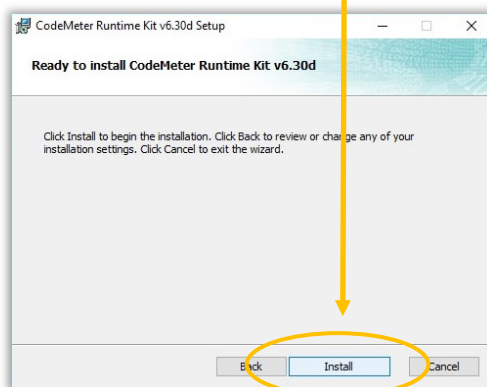 CodeMeter Runtime Kit v6.30d Setup
Ready to install CodeMeter Runtime Kit v6.30d
Click Install to begin the installation. Click Back to review or change any of your
installation settings. Click Cancel to exit the wizard.
Back Install Cancel